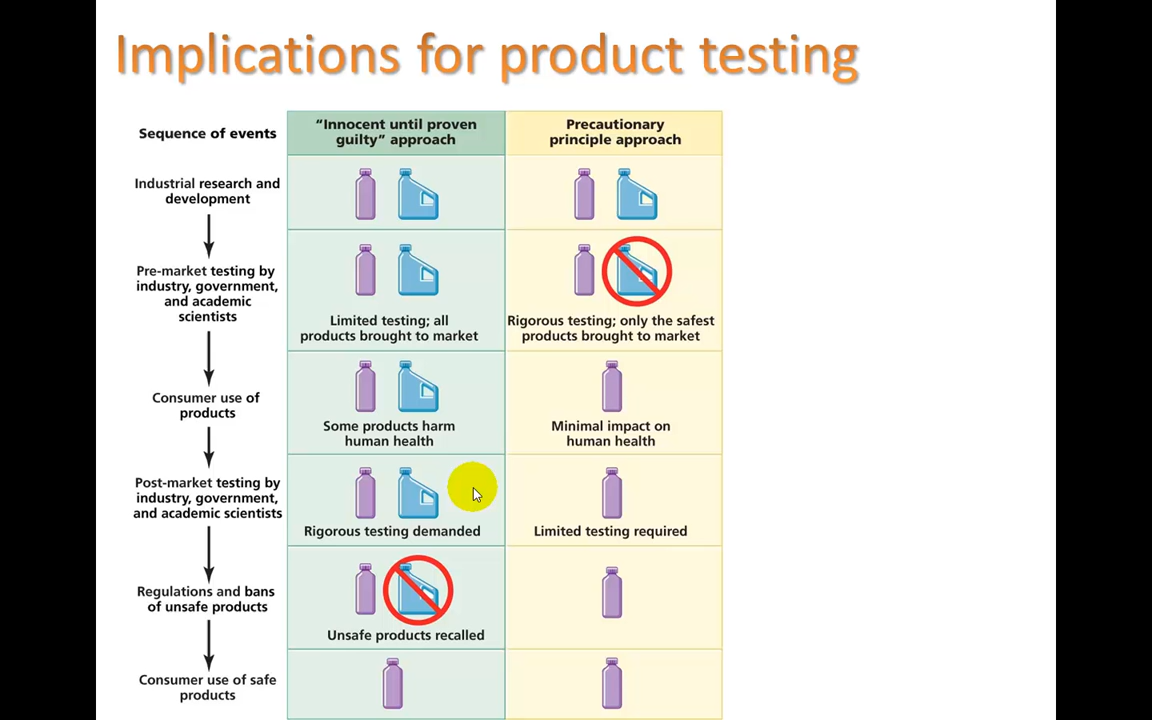 Implications for product testing
Sequence of events
"Innocent until proven
guilty" approach
Precautionary
principle approach
Industrial research and
development
Pre-market testing by
industry, government,
and academic
scientists
Limited testing; all
products brought to market
Rigorous testing; only the safest
products brought to market
Consumer use of
products
Some products harm
human health
Minimal impact on
human health
Post-market testing by
industry, government,
and academic scientists
Rigorous testing demanded
Limited testing required
Regulations and bans
of unsafe products
Unsafe products recalled
Consumer use of safe
products